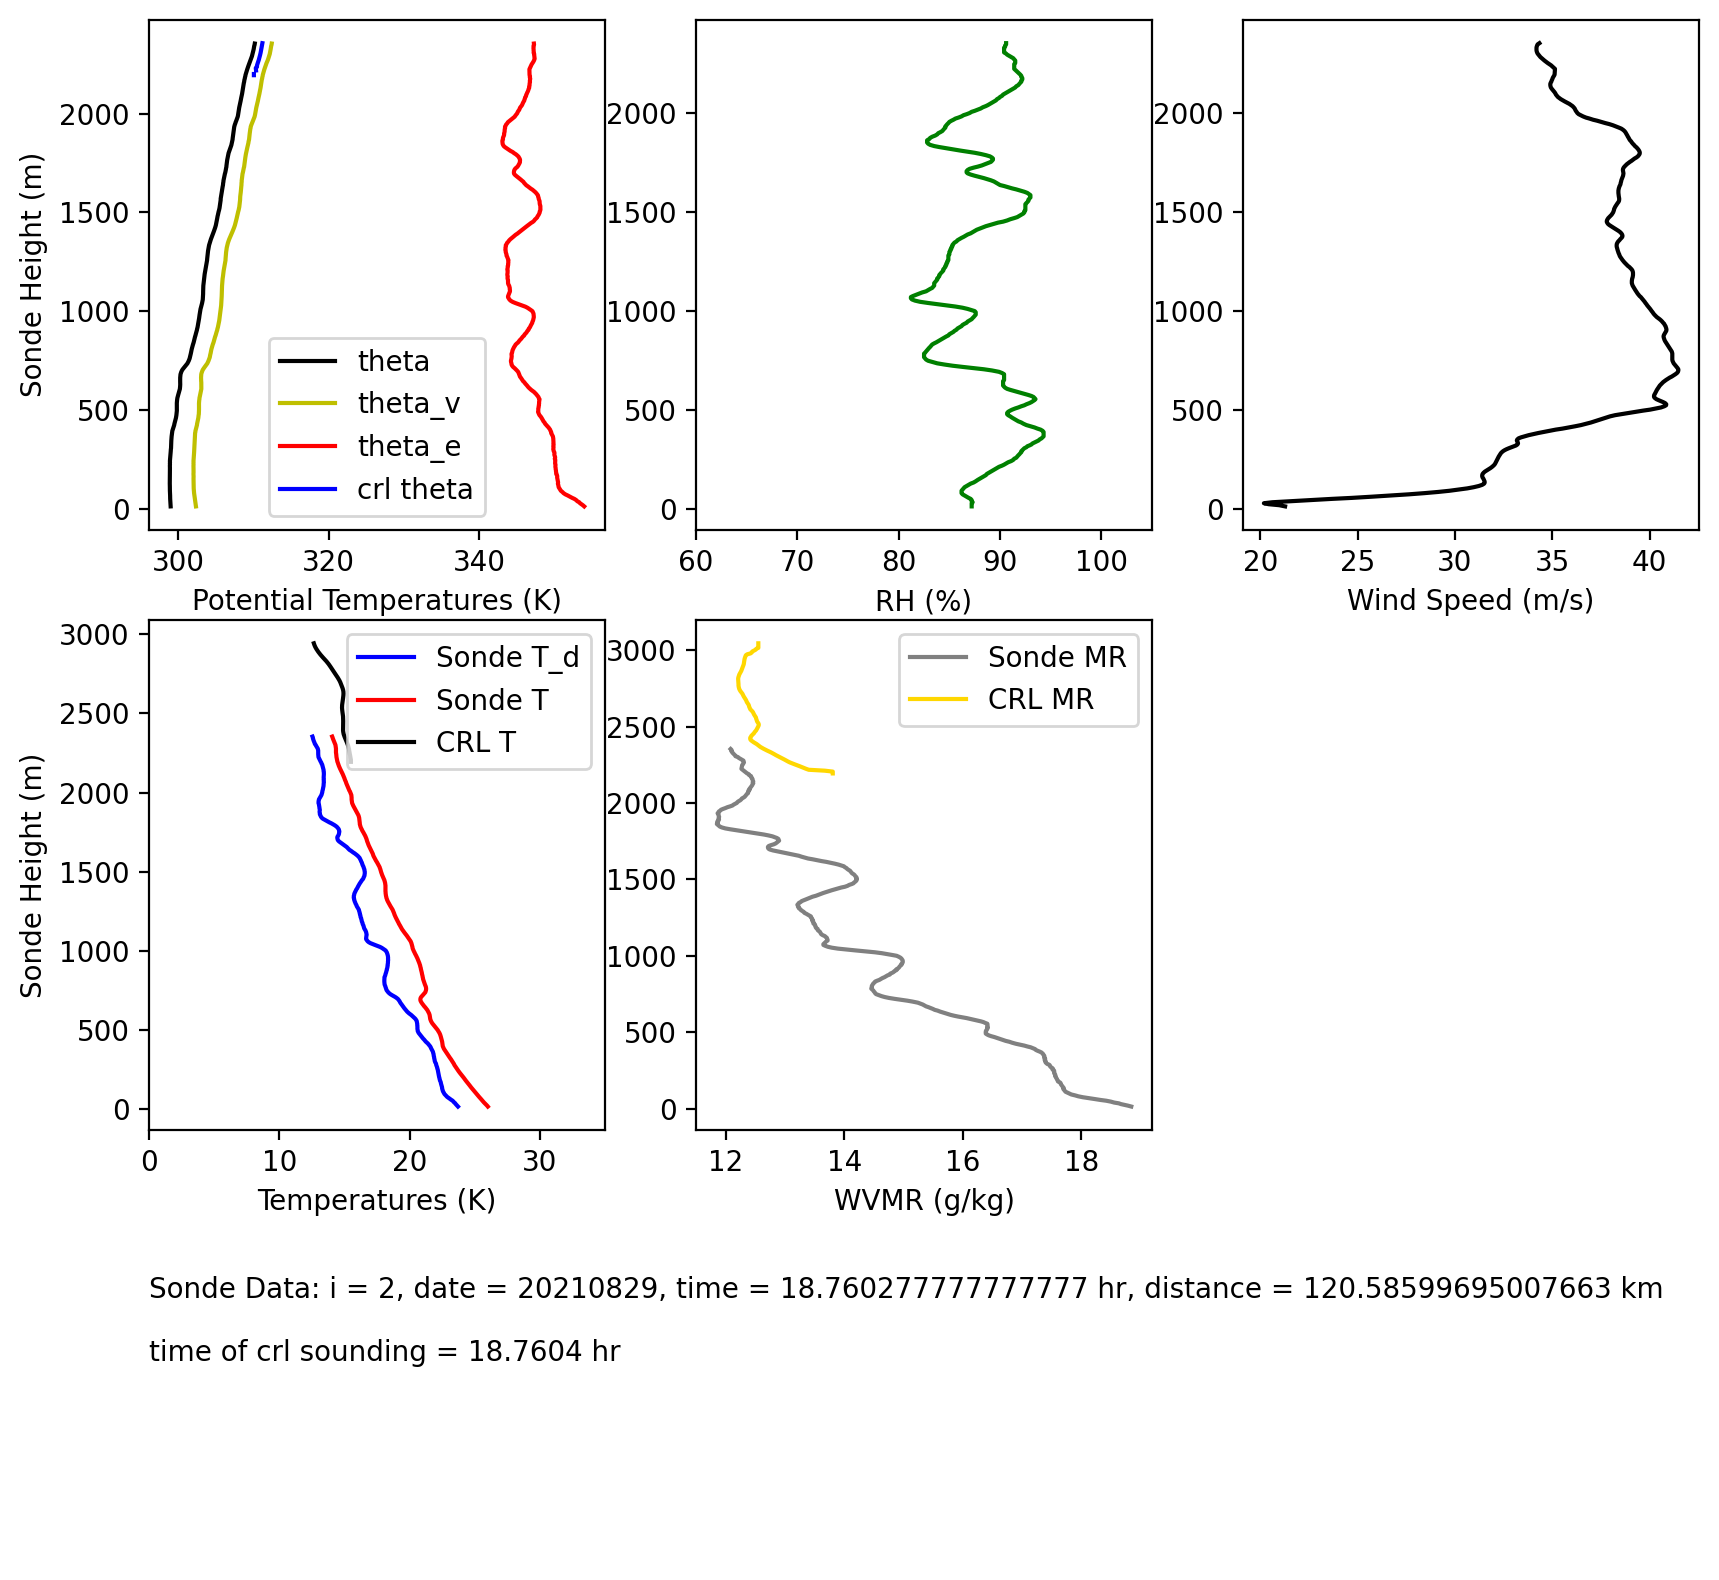 2000
1500
1000
500
0
Sonde Height (m)
300 320 340
Potential Temperatures (K)
theta
theta_v
theta_e
crl theta
2000
1500
1000
500
0
60 70 80 90 100
RH (%)
2000
1500
1000
500
0
20 25 30 35 40
Wind Speed (m/s)
3000
2500
2000
1500
1000
500
0
Sonde Height (m)
0 10 20 30
Temperatures (K)
Sonde T_d
Sonde T
CRL T
3000
2500
2000
1500
1000
500
0
12 14 16 18
WVMR (g/kg)
Sonde MR
CRL MR
Sonde Data: i = 2, date = 20210829, time = 18.760277777777777 hr, distance = 120.58599695007663 km
time of crl sounding = 18.7604 hr